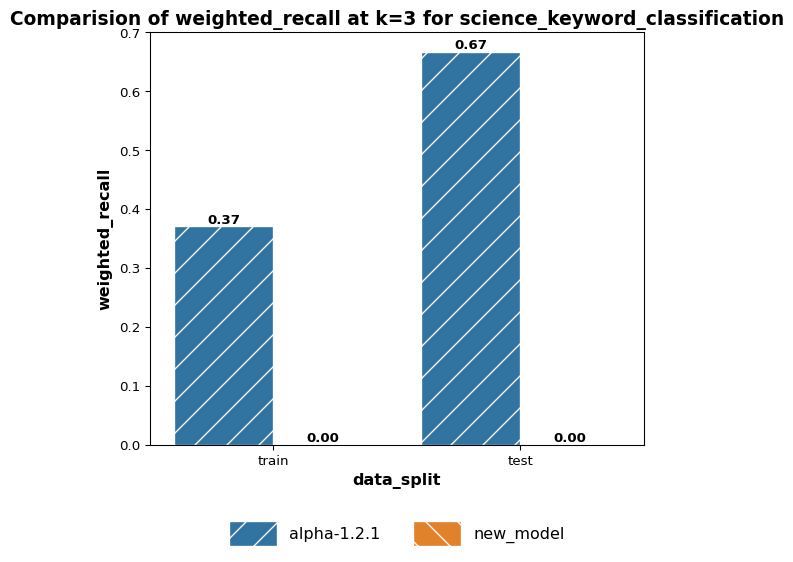 Comparision of weighted_recall at k=3 for science_keyword_classification
0.7
0.6
0.5
0.4
0.3
0.2
0.1
0.0
weighted_recall
0.37
0.00
0.67
0.00
train
test
data_split
alpha-1.2.1
new_model